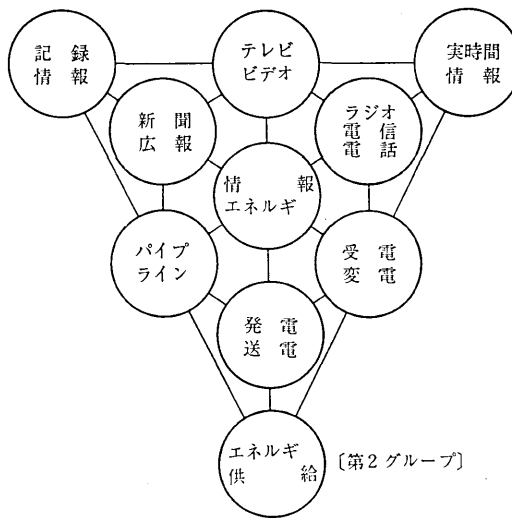 記録
情報
テレビ
ビデオ
実時間
情報
新聞
広報
ラジオ
電信
電話
情報
エネルギ
パイプ
ライン
受電
変電
発電
送電
エネルギ
供給
〔第2グループ〕